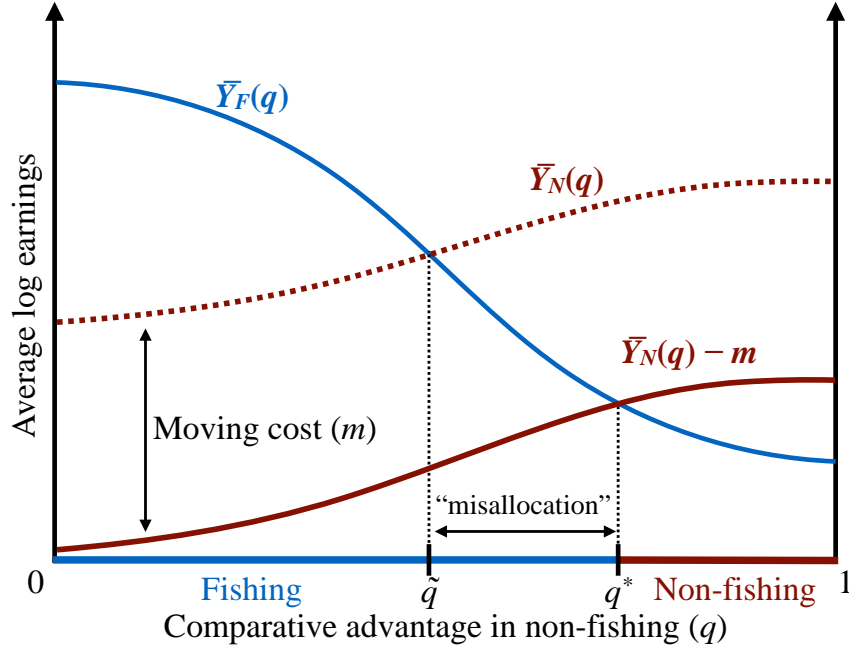 Average log earnings
Ȳ_F(q)
Ȳ_N(q)
Ȳ_N(q) − m
Moving cost (m)
“misallocation”
0
Fishing
q̃
q*
Non-fishing
1
Comparative advantage in non-fishing (q)